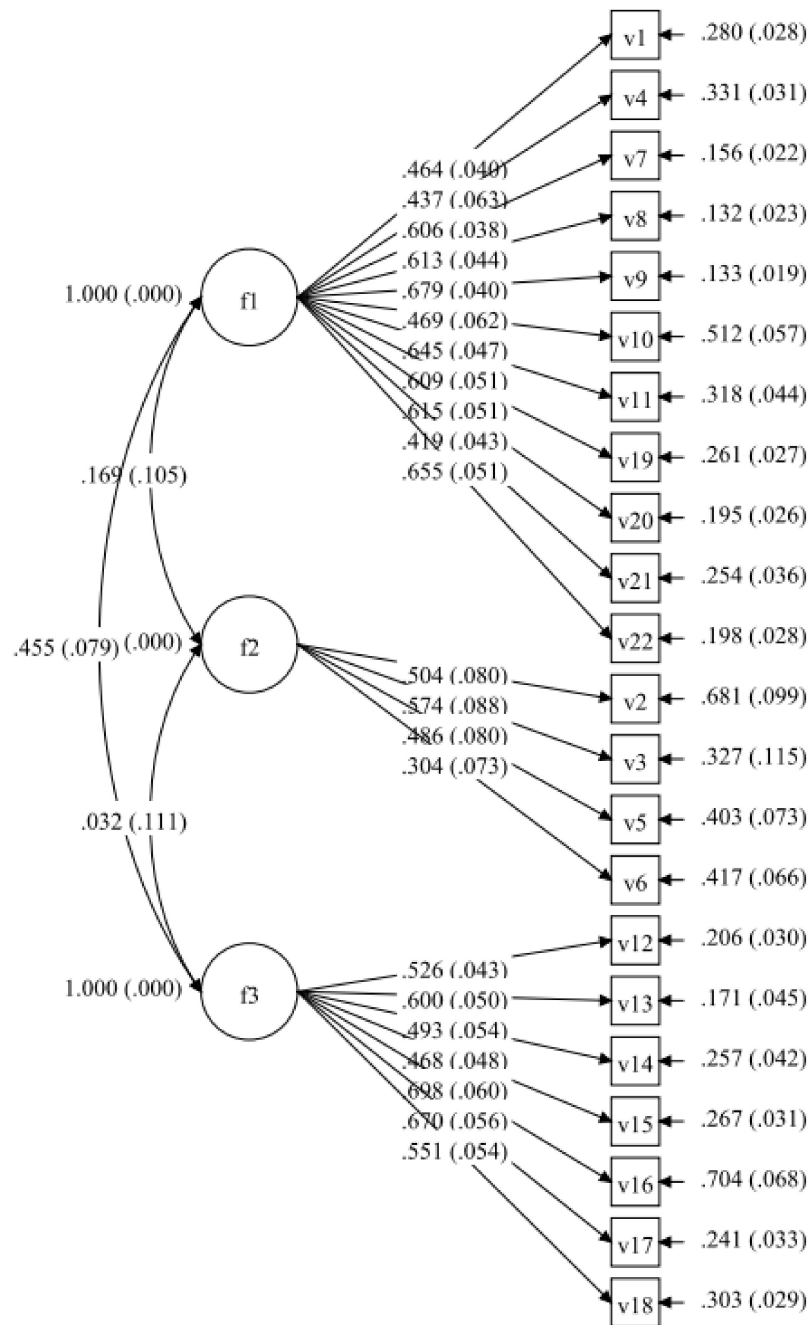 v1 .280 (.028)
v4 .331 (.031)
v7 .156 (.022)
v8 .132 (.023)
v9 .133 (.019)
v10 .512 (.057)
v11 .318 (.044)
v19 .261 (.027)
v20 .195 (.026)
v21 .254 (.036)
v22 .198 (.028)
.464 (.040)
.437 (.063)
.606 (.038)
.613 (.044)
.679 (.040)
.469 (.062)
.645 (.047)
.609 (.051)
.615 (.051)
.419 (.043)
.655 (.051)
1.000 (.000) f1
.169 (.105)
.455 (.079) (.000) f2
.504 (.080)
.574 (.088)
.486 (.080)
.304 (.073)
v2 .681 (.099)
v3 .327 (.115)
v5 .403 (.073)
v6 .417 (.066)
.032 (.111)
1.000 (.000) f3
.526 (.043)
.600 (.050)
.493 (.054)
.468 (.048)
.698 (.060)
.670 (.056)
.551 (.054)
v12 .206 (.030)
v13 .171 (.045)
v14 .257 (.042)
v15 .267 (.031)
v16 .704 (.068)
v17 .241 (.033)
v18 .303 (.029)